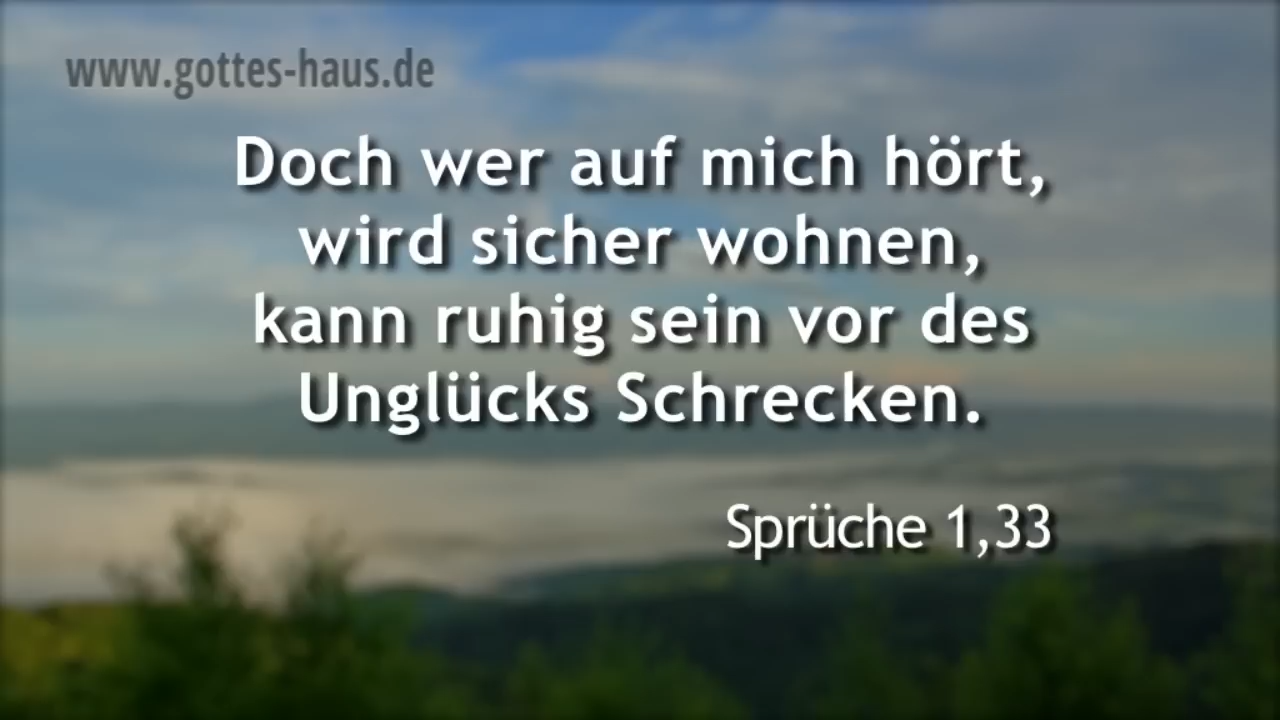 www.gottes-haus.de
Doch wer auf mich hört,
wird sicher wohnen,
kann ruhig sein vor des
Unglücks Schrecken.
Sprüche 1,33